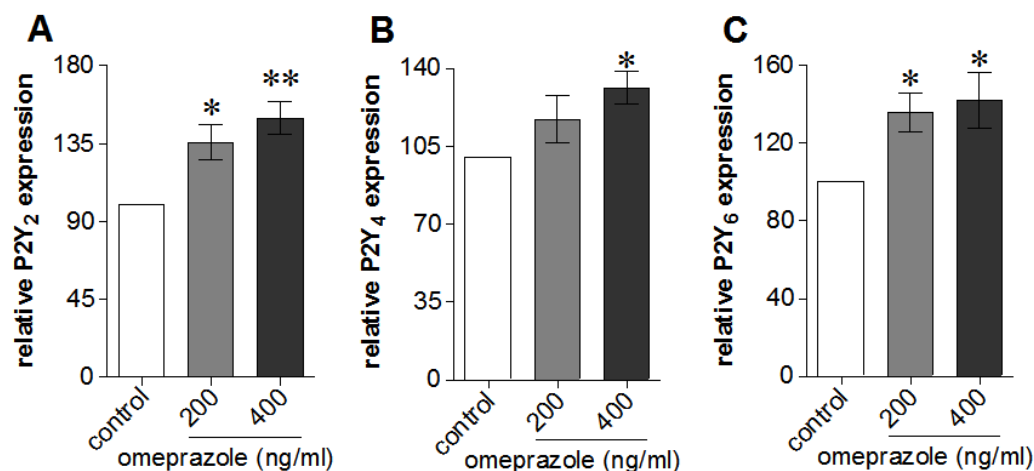 A
relative P2Y2 expression
180
135
90
45
0
*
**
control
200
400
omeprazole (ng/ml)
B
relative P2Y4 expression
140
105
70
35
0
*
control
200
400
omeprazole (ng/ml)
C
relative P2Y6 expression
160
120
80
40
0
*
*
control
200
400
omeprazole (ng/ml)